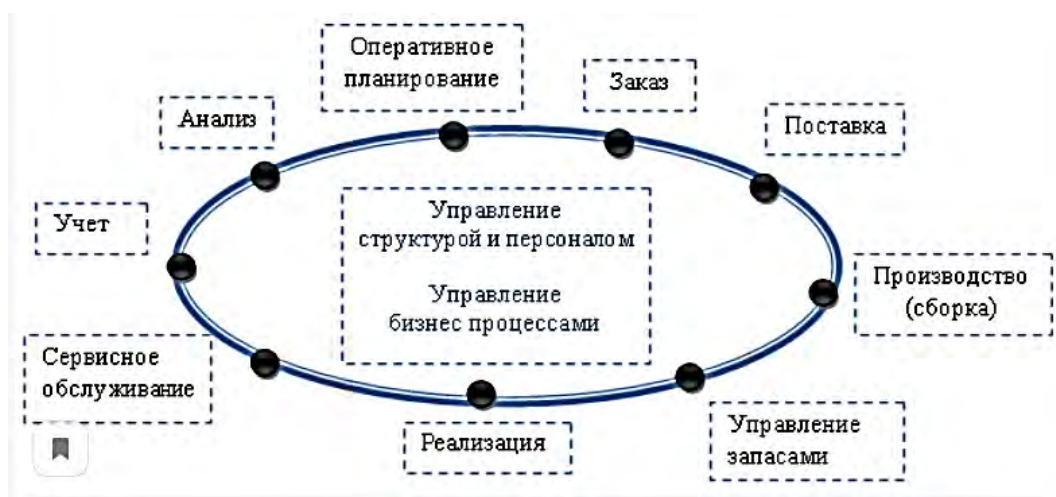 Оперативное
планирование
Заказ
Анализ
Поставка
Учет
Управление
структурой и персоналом
Управление
бизнес процессами
Производство
(сборка)
Сервисное
обслуживание
Реализация
Управление
запасами